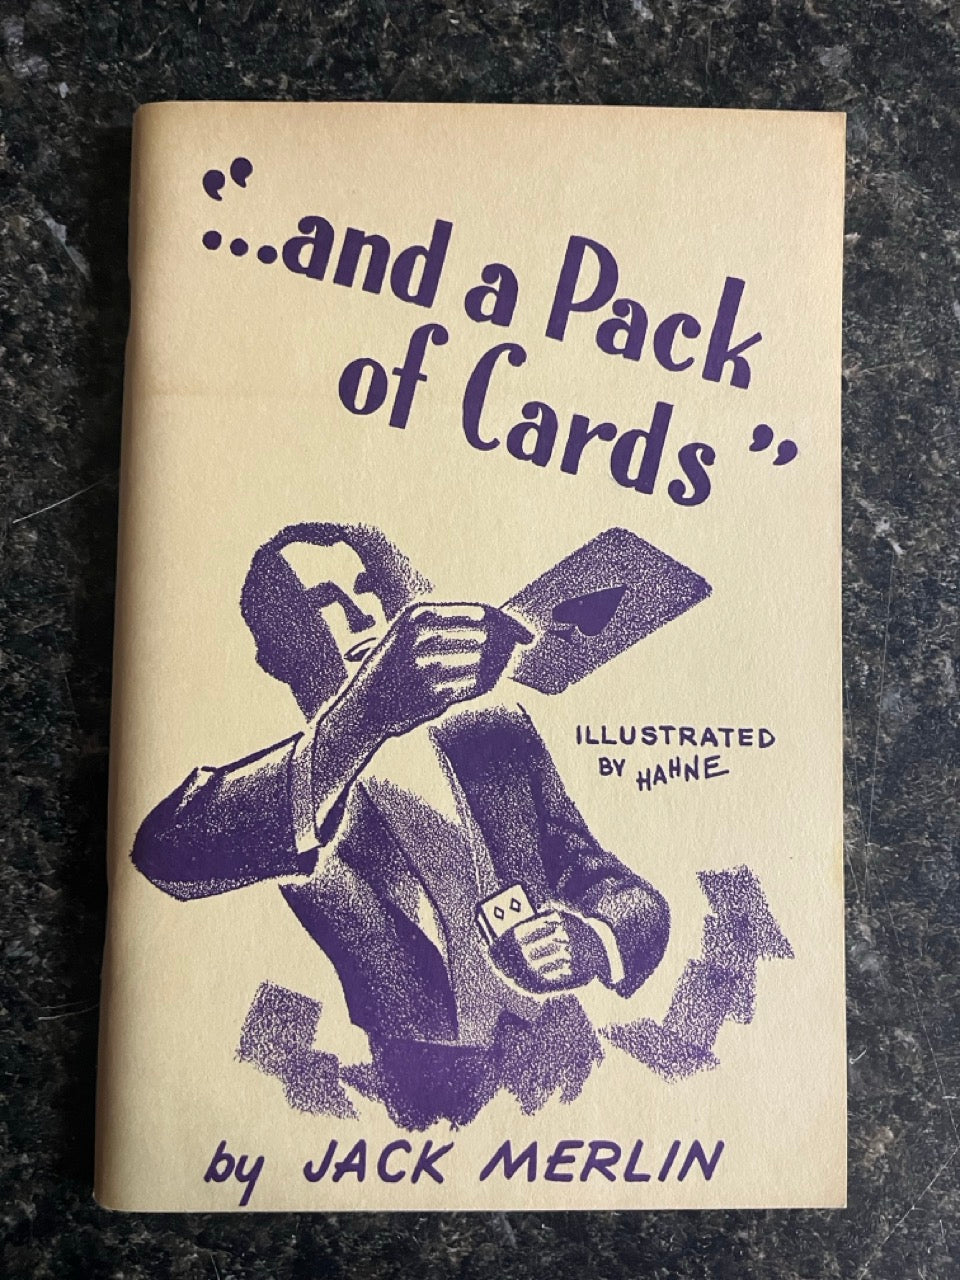 "...and a Pack
of Cards"
ILLUSTRATED
BY HAHNE
by JACK MERLIN